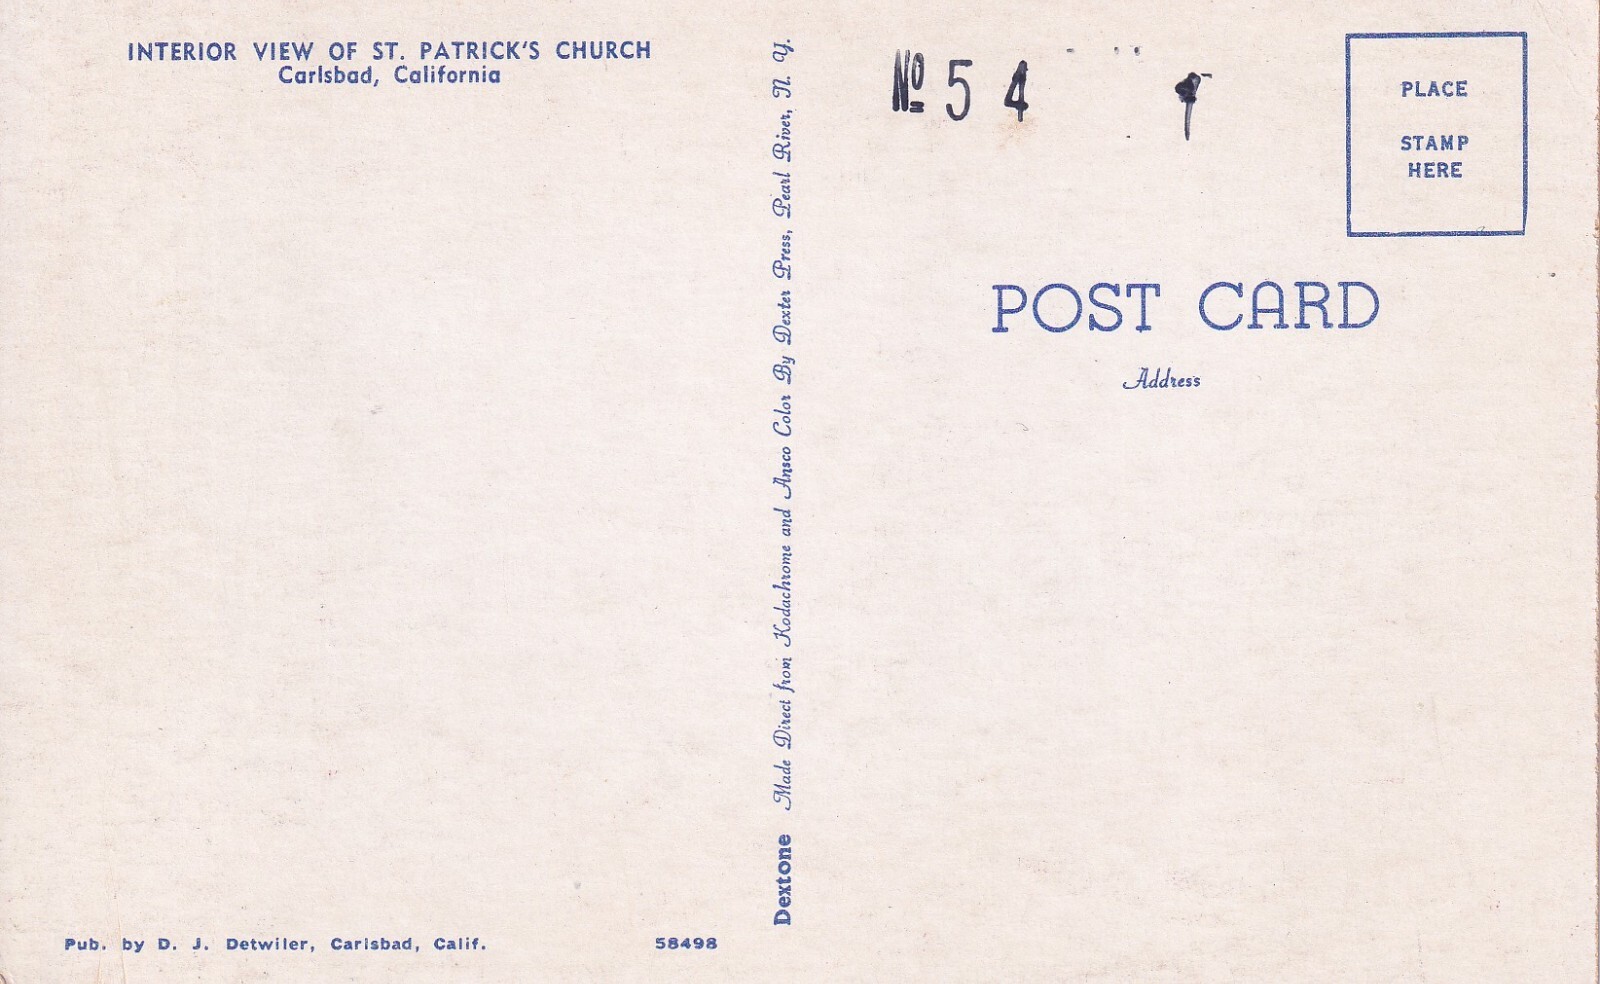 INTERIOR VIEW OF ST. PATRICK'S CHURCH
Carlsbad, California
Pub. by D. J. Detwiler, Carlsbad, Calif.
58498
Dextone Made Direct from Kodachrome and Ansco Color By Dexter Press, Pearl River, N. Y.
№ 5 4
PLACE
STAMP
HERE
POST CARD
Address